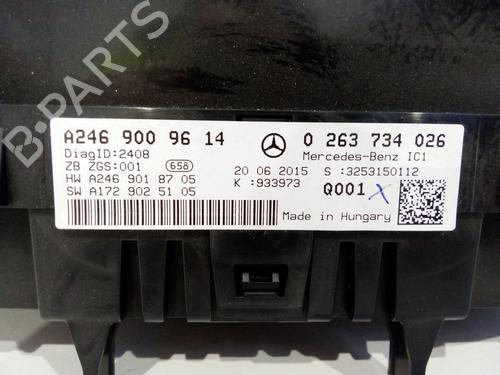 B-PARTS
A246 900 96 14
0 263 734 026
DiagID:2408
Mercedes-Benz IC1
ZB ZGS:001
658
20 06 2015
S :3253150112
HW A246 901 87 05
K :933973
Q001 X
SW A172 902 51 05
Made in Hungary